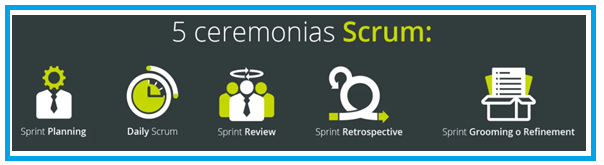 5 ceremonias Scrum:
Sprint Planning
Daily Scrum
Sprint Review
Sprint Retrospective
Sprint Grooming o Refinement